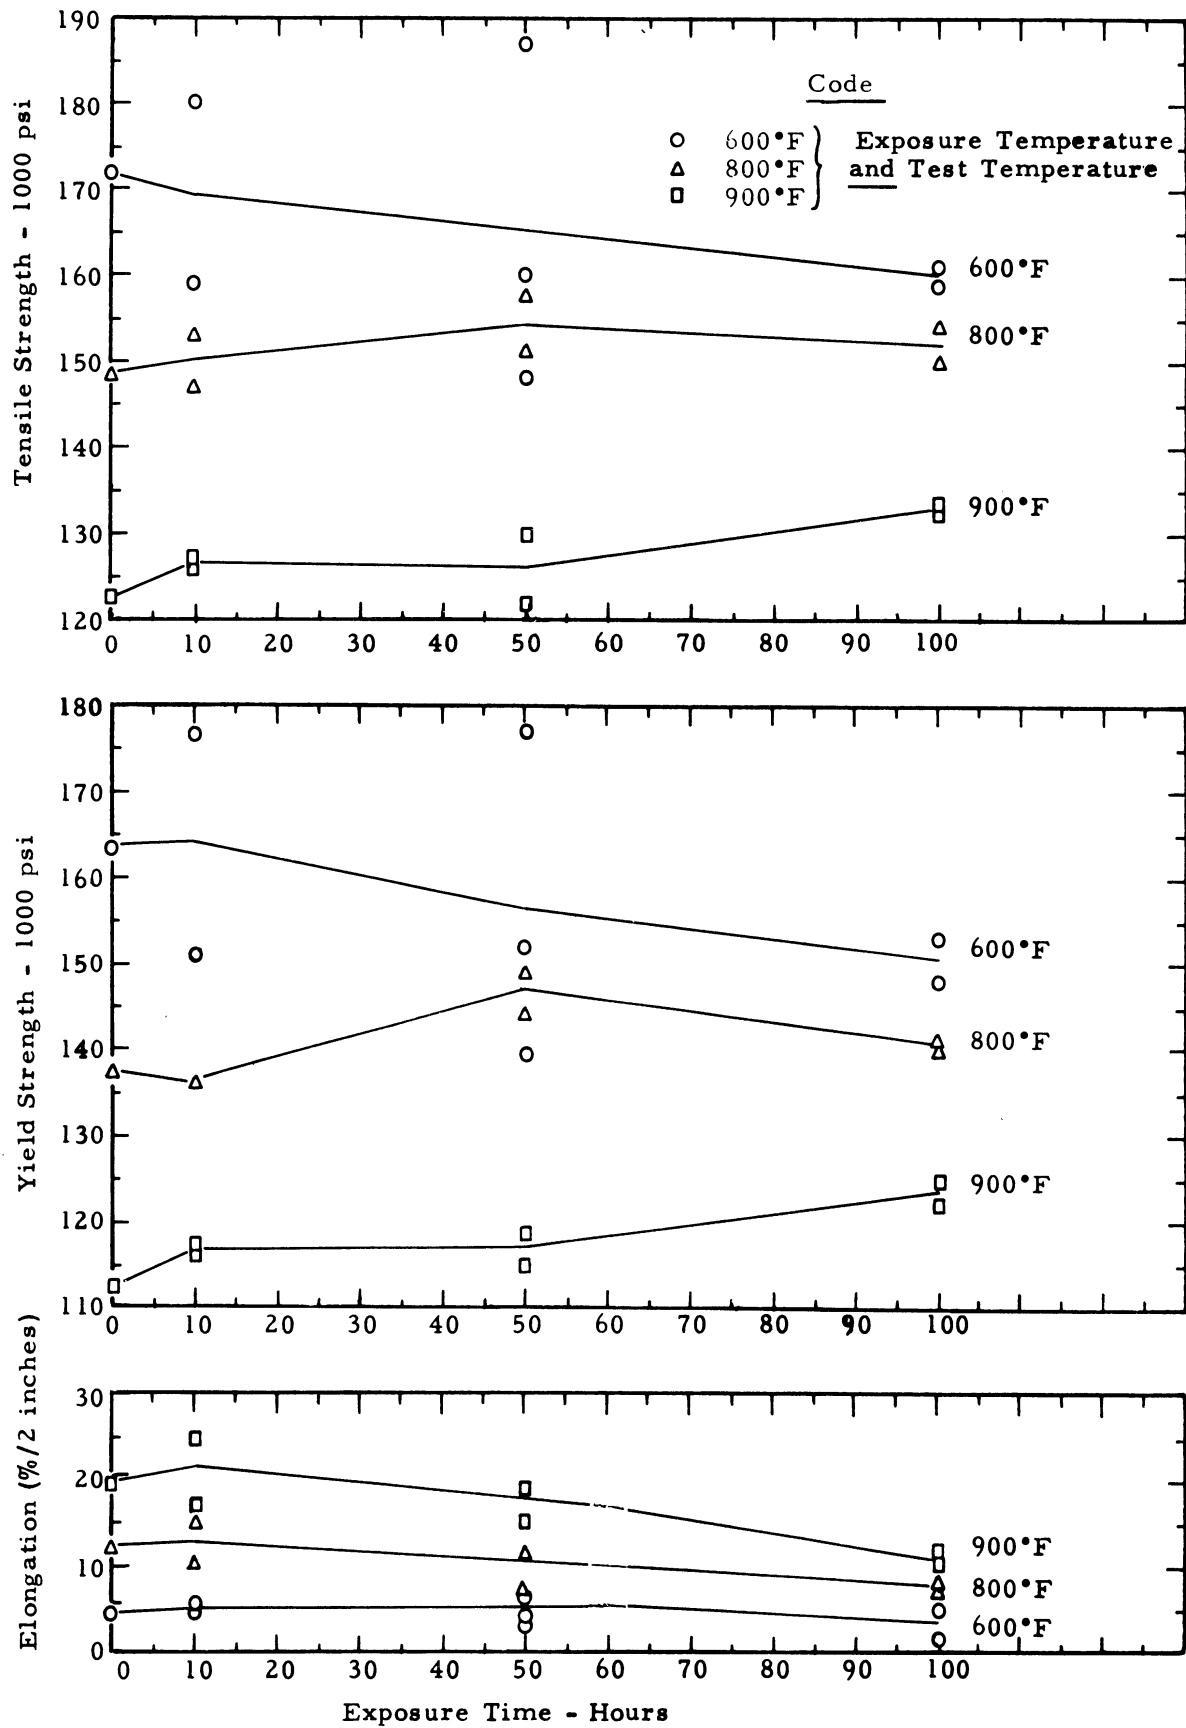 Tensile Strength - 1000 psi
190
180
170
160
150
140
130
120
Code
600°F
800°F
900°F
Exposure Temperature
and Test Temperature
600°F
800°F
900°F
0 10 20 30 40 50 60 70 80 90 100
Yield Strength - 1000 psi
180
170
160
150
140
130
120
110
600°F
800°F
900°F
0 10 20 30 40 50 60 70 80 90 100
Elongation (%/2 inches)
30
20
10
0
900°F
800°F
600°F
0 10 20 30 40 50 60 70 80 90 100
Exposure Time - Hours